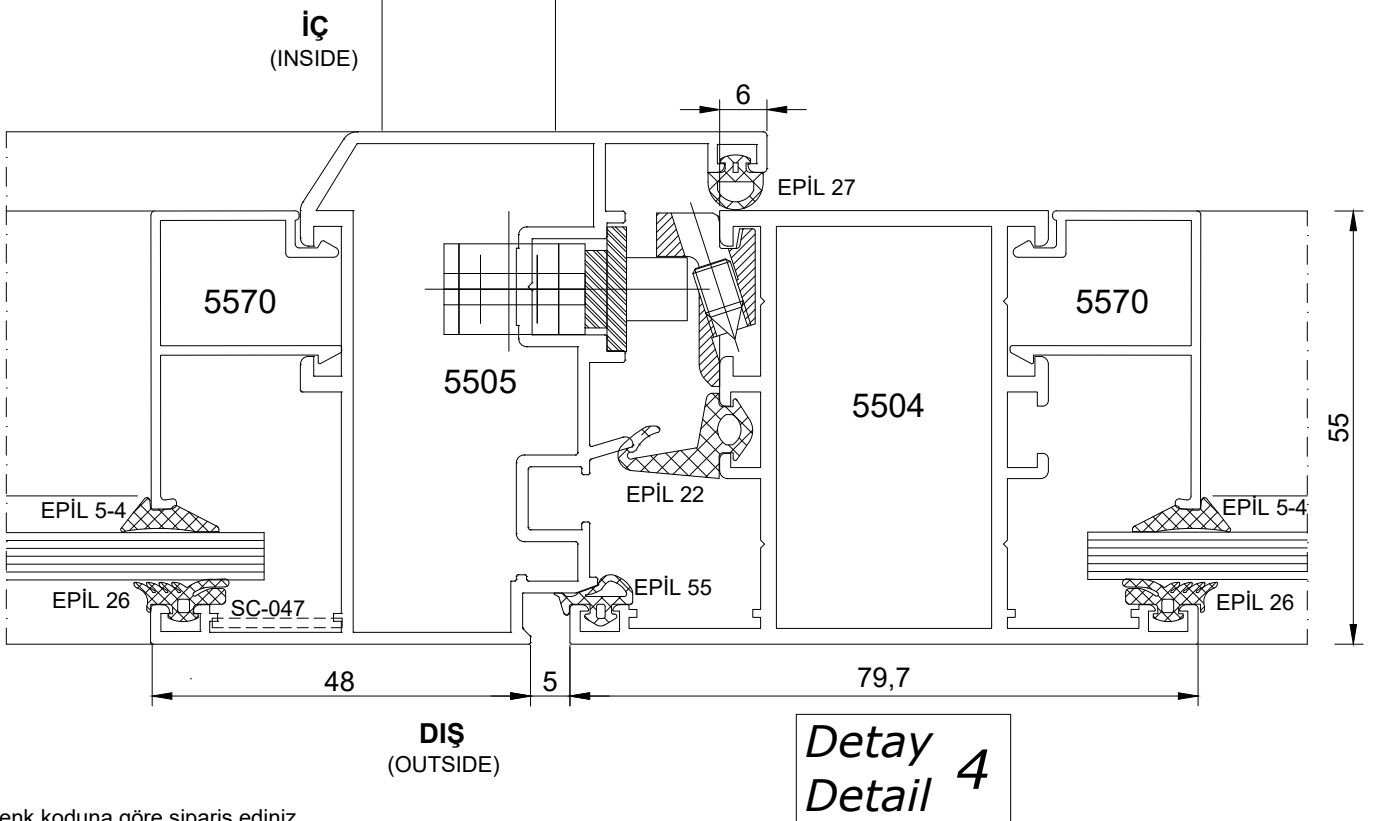 İÇ
(INSIDE)
6
EPİL 27
5570
5505
5504
5570
55
EPİL 22
EPİL 5-4
EPİL 5-4
EPİL 26
SC-047
EPİL 55
EPİL 26
48
5
79,7
DIŞ
(OUTSIDE)
Detay
Detail
4
enk koduna göre sipariş ediniz